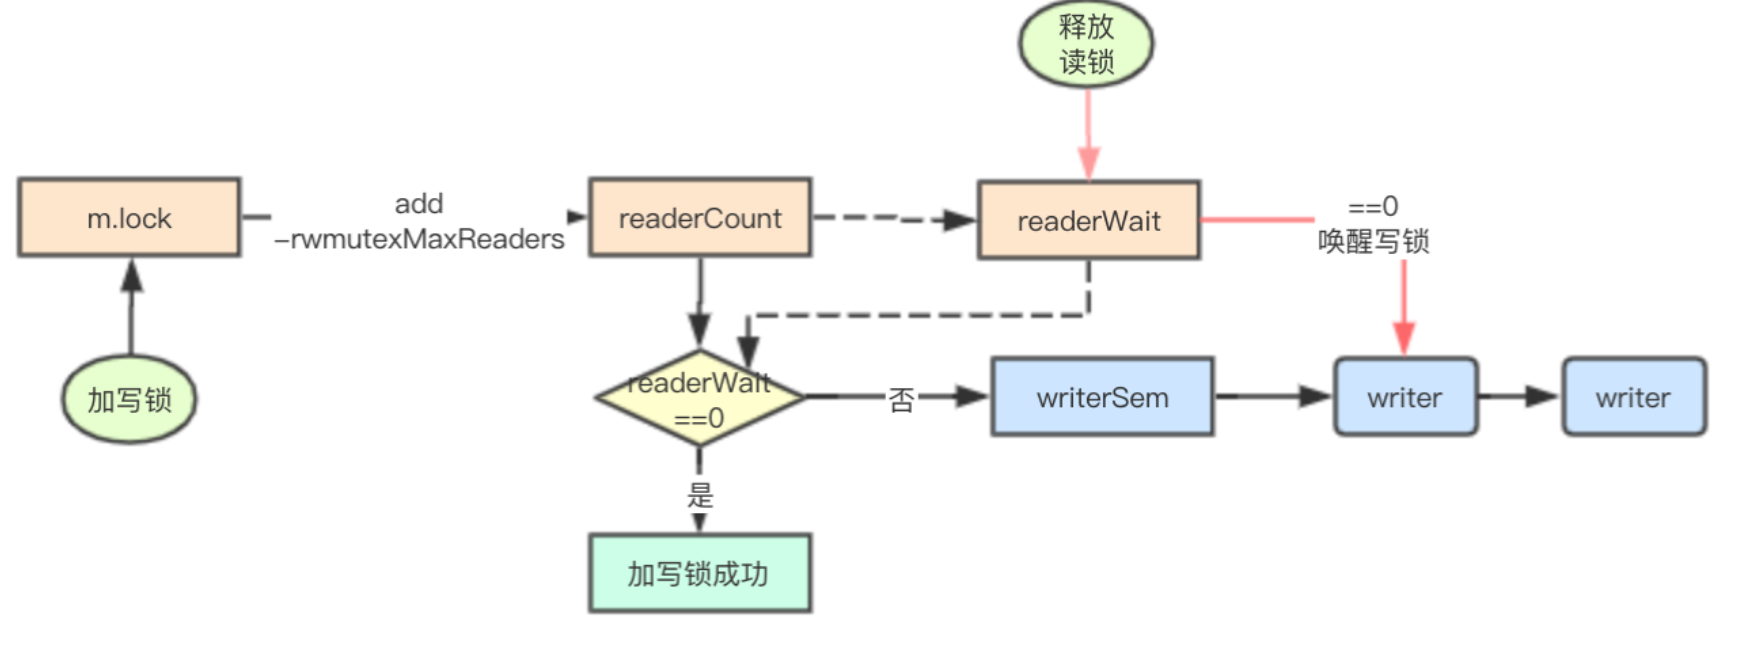 释放
读锁
m.lock
add
-rwmutexMaxReaders
readerCount
readerWait
==0
唤醒写锁
加写锁
readerWait
==0
否
writerSem
writer
writer
是
加写锁成功